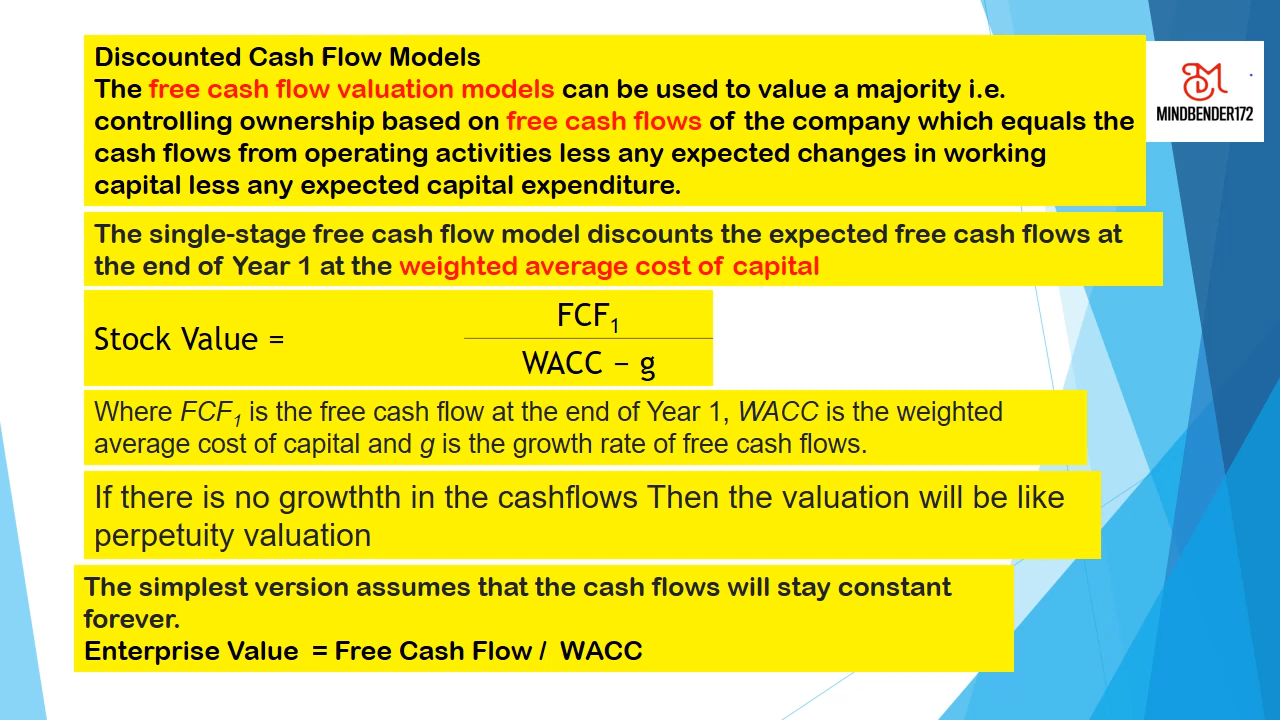 Discounted Cash Flow Models
The free cash flow valuation models can be used to value a majority i.e.
controlling ownership based on free cash flows of the company which equals the
cash flows from operating activities less any expected changes in working
capital less any expected capital expenditure.
MINDBENDER172
The single-stage free cash flow model discounts the expected free cash flows at
the end of Year 1 at the weighted average cost of capital
Stock Value =
FCF1
WACC – g
Where FCF1 is the free cash flow at the end of Year 1, WACC is the weighted
average cost of capital and g is the growth rate of free cash flows.
If there is no growthth in the cashflows Then the valuation will be like
perpetuity valuation
The simplest version assumes that the cash flows will stay constant
forever.
Enterprise Value = Free Cash Flow / WACC